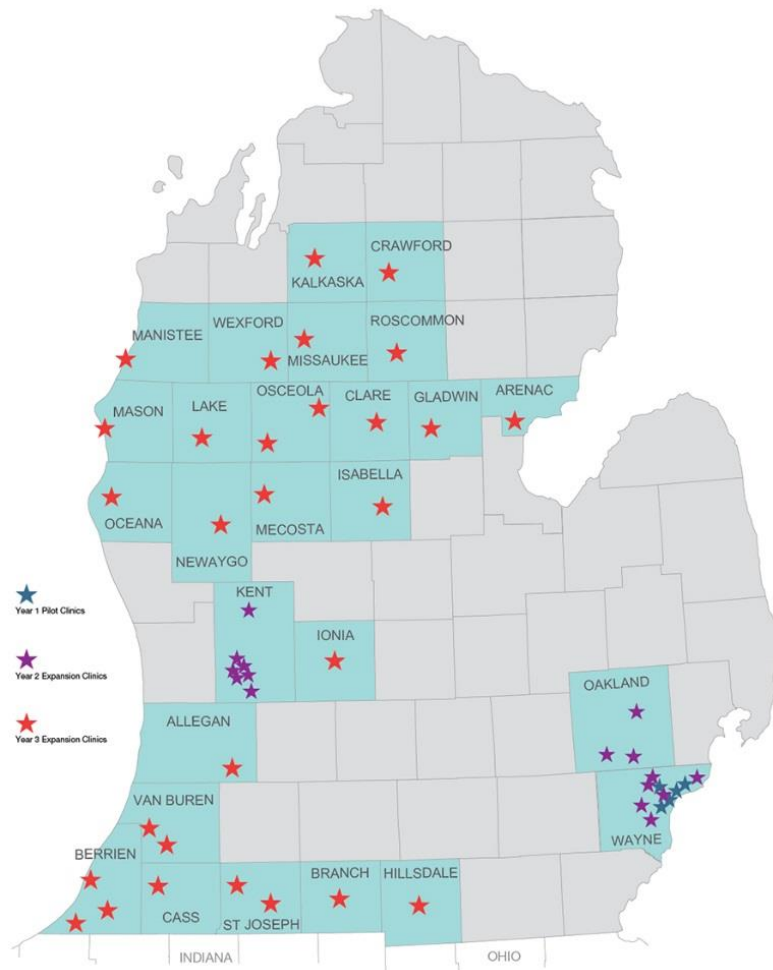 CRAWFORD
KALKASKA
MANISTEE
WEXFORD
ROSCOMMON
MISSAUKEE
OSCEOLA
CLARE
GLADWIN
ARENAC
MASON
LAKE
ISABELLA
OCEANA
MECOSTA
NEWAYGO
KENT
Year 1 Pilot Clinics
IONIA
Year 2 Expansion Clinics
OAKLAND
ALLEGAN
Year 3 Expansion Clinics
VAN BUREN
WAYNE
BERRIEN
BRANCH
HILLSDALE
CASS
ST JOSEPH
INDIANA
OHIO